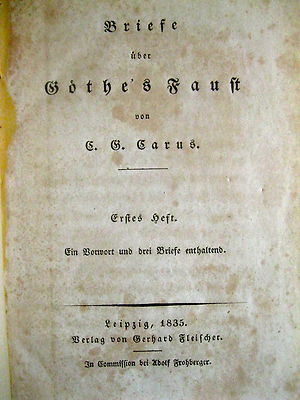 Briefe
über
Göthe's Faust
von
C. G. Carus.
Erstes Heft.
Ein Vorwort und drei Briefe enthaltend.
Leipzig, 1835.
Verlag von Gerhard Fleischer.
In Commission bei Adolf Frohberger.